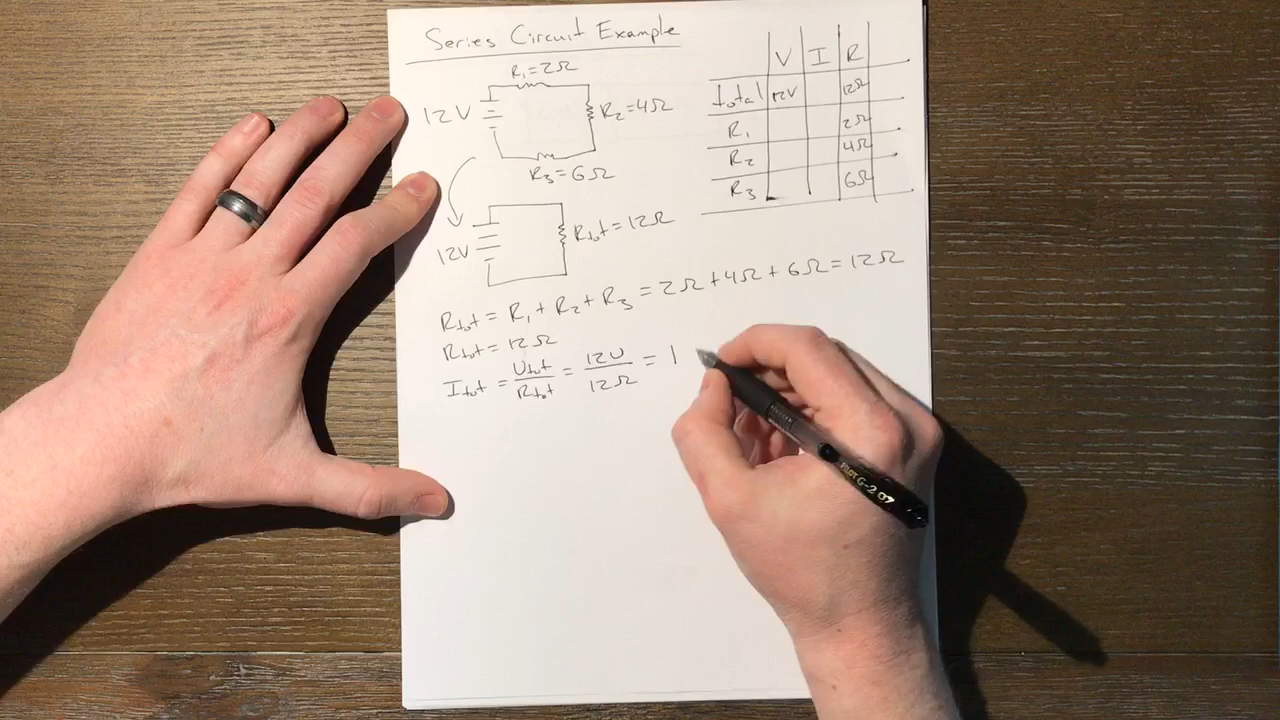 Series Circuit Example
R₁=2Ω
12V
R₂=4Ω
R₃=6Ω
12V
Rtot=12Ω
V I R
total 12V 12Ω
R₁ 2Ω
R₂ 4Ω
R₃ 6Ω
Rtot = R₁ + R₂ + R₃ = 2Ω+4Ω+6Ω=12Ω
Rtot=12Ω
Itot = Vtot/Rtot = 12V/12Ω = 1
PILOT G-2 07